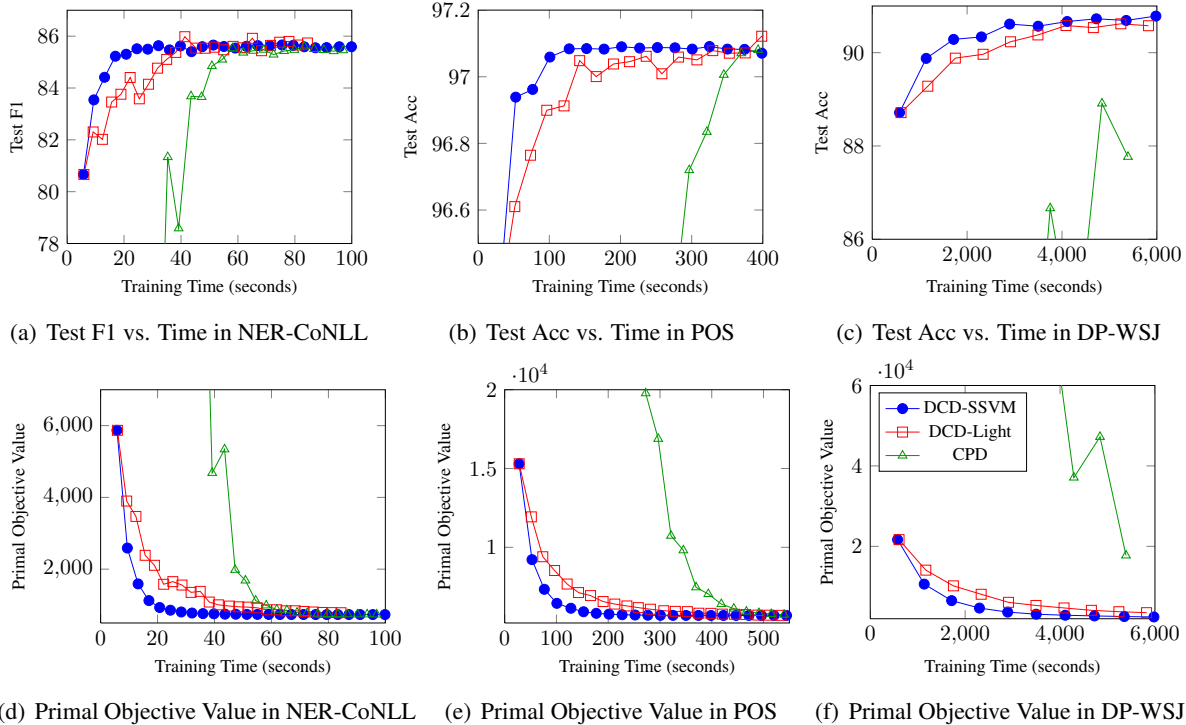 86
84
82
80
78
0
20
40
60
80
100
Test F1
Training Time (seconds)
(a) Test F1 vs. Time in NER-CoNLL
97.2
97
96.8
96.6
0
100
200
300
400
Test Acc
Training Time (seconds)
(b) Test Acc vs. Time in POS
90
88
86
0
2,000
4,000
6,000
Test Acc
Training Time (seconds)
(c) Test Acc vs. Time in DP-WSJ
6,000
4,000
2,000
0
20
40
60
80
100
Primal Objective Value
Training Time (seconds)
(d) Primal Objective Value in NER-CoNLL
·10⁴
2
1.5
1
0
100
200
300
400
500
Primal Objective Value
Training Time (seconds)
(e) Primal Objective Value in POS
·10⁴
6
4
2
0
2,000
4,000
6,000
Primal Objective Value
Training Time (seconds)
DCD-SSVM
DCD-Light
CPD
(f) Primal Objective Value in DP-WSJ